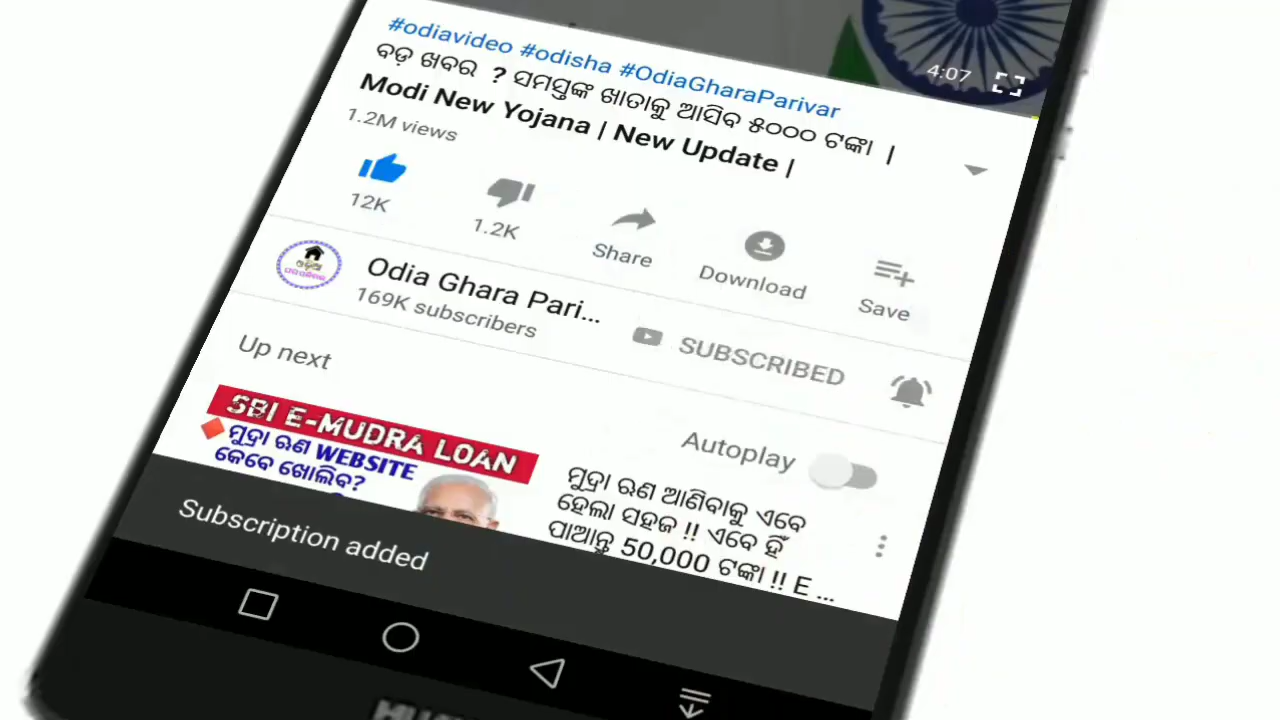 4:07
#odiavideo #odisha #OdiaGharaParivar
ବଡ଼ ଖବର ? ସମସ୍ତଙ୍କ ଖାତାକୁ ଆସିବ ୫୦୦୦ ଟଙ୍କା |
Modi New Yojana | New Update |
1.2M views
12K
1.2K
Share
Download
Save
Odia Ghara Pari...
169K subscribers
SUBSCRIBED
Up next
Autoplay
SBI E-MUDRA LOAN
ମୁଦ୍ରା ଋଣ WEBSITE
କେବେ ଖୋଲିବ?
ମୁଦ୍ରା ଋଣ ଆଣିବାକୁ ଏବେ
ହେଲା ସହଜ !! ଏବେ ହିଁ
ପାଆନ୍ତୁ 50,000 ଟଙ୍କା !! E ...
Subscription added